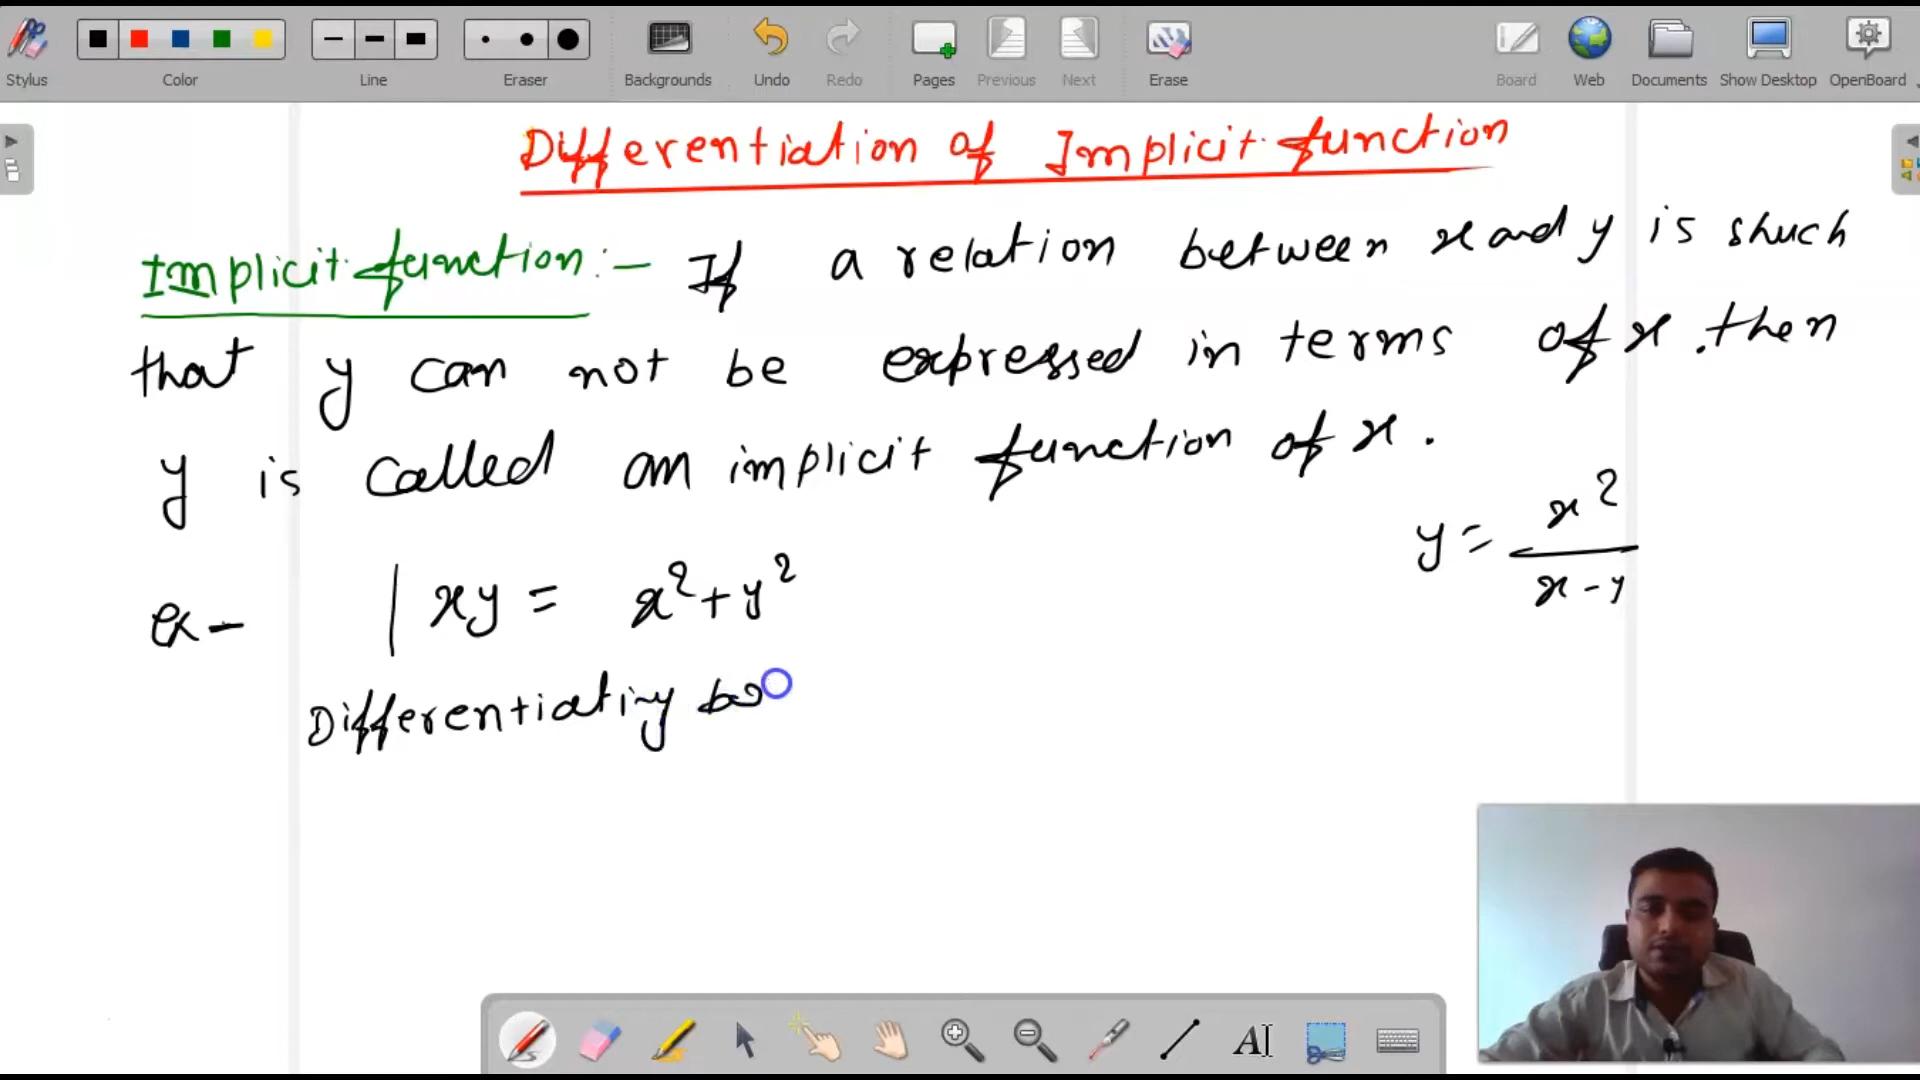 Stylus Color Line Eraser Backgrounds Undo Redo Pages Previous Next Erase Board Web Documents Show Desktop OpenBoard
Differentiation of Implicit function
Implicit function :- If a relation between x and y is shuch
that y can not be expressed in terms of x . then
y is called an implicit function of x .
y = x²/(x-y)
ex - | xy = x²+y²
Differentiating bo
AI